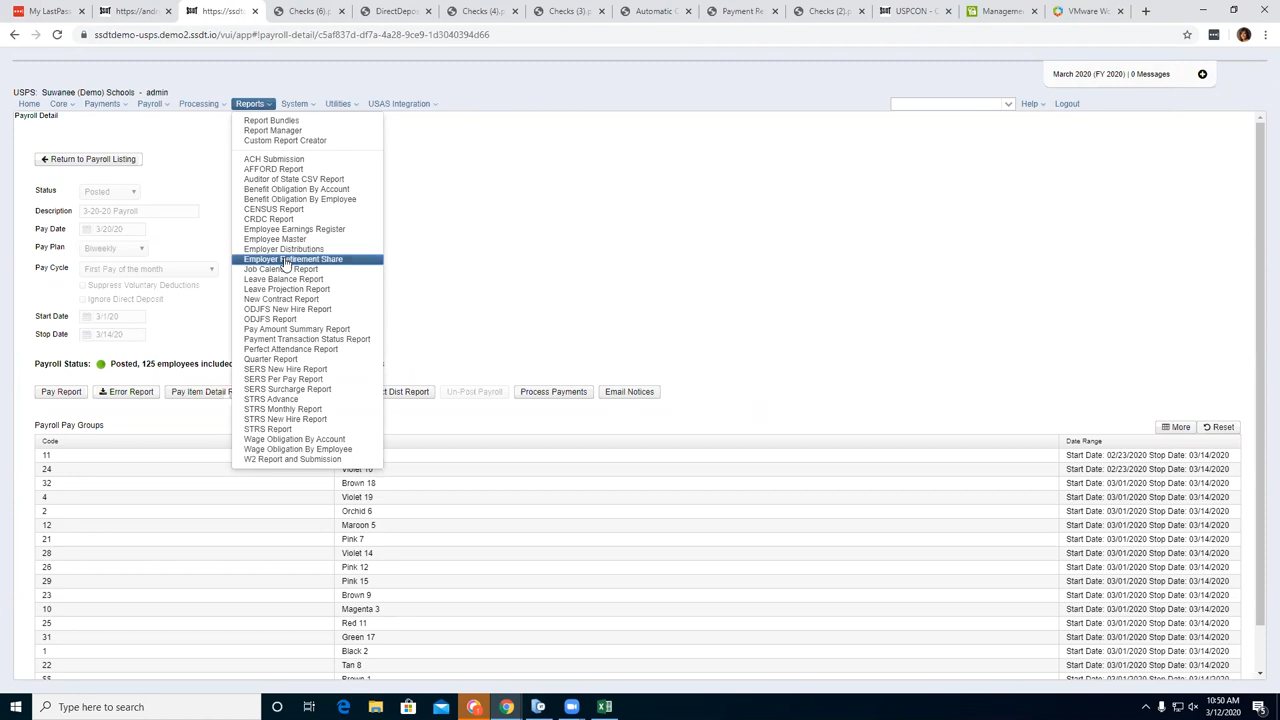 My LastPass
https://andro
https://ssdt
Checks (6).p
DirectDepos
Checks (4).p
Checks (3).p
Automatic C
Payment Re
Checks (2).p
USPCON - C
Management
VMware Wo
ssdtdemo-usps.demo2.ssdt.io/vui/app#!payroll-detail/c5af837d-df7a-4a28-9ce9-1d3040394d66
March 2020 (FY 2020) | 0 Messages
USPS: Suwanee (Demo) Schools - admin
Home Core Payments Payroll Processing Reports System Utilities USAS Integration Help Logout
Payroll Detail
Return to Payroll Listing
Status Posted
Description 3-20-20 Payroll
Pay Date 3/20/20
Pay Plan Biweekly
Pay Cycle First Pay of the month
Suppress Voluntary Deductions
Ignore Direct Deposit
Start Date 3/1/20
Stop Date 3/14/20
Report Bundles
Report Manager
Custom Report Creator
ACH Submission
AFFORD Report
Auditor of State CSV Report
Benefit Obligation By Account
Benefit Obligation By Employee
CENSUS Report
CRDC Report
Employee Earnings Register
Employee Master
Employer Distributions
Employer Retirement Share
Job Calendar Report
Leave Balance Report
Leave Projection Report
New Contract Report
ODJFS New Hire Report
ODJFS Report
Pay Amount Summary Report
Payment Transaction Status Report
Perfect Attendance Report
Quarter Report
SERS New Hire Report
SERS Per Pay Report
SERS Surcharge Report
STRS Advance
STRS Monthly Report
STRS New Hire Report
STRS Report
Wage Obligation By Account
Wage Obligation By Employee
W2 Report and Submission
Payroll Status: Posted, 125 employees included
Pay Report Error Report Pay Item Detail R ct Dist Report Un-Post Payroll Process Payments Email Notices
Payroll Pay Groups More Reset
Code Date Range
11 Start Date: 02/23/2020 Stop Date: 03/14/2020
24 Violet 16 Start Date: 02/23/2020 Stop Date: 03/14/2020
32 Brown 18 Start Date: 03/01/2020 Stop Date: 03/14/2020
4 Violet 19 Start Date: 03/01/2020 Stop Date: 03/14/2020
2 Orchid 6 Start Date: 03/01/2020 Stop Date: 03/14/2020
12 Maroon 5 Start Date: 03/01/2020 Stop Date: 03/14/2020
21 Pink 7 Start Date: 03/01/2020 Stop Date: 03/14/2020
28 Violet 14 Start Date: 03/01/2020 Stop Date: 03/14/2020
26 Pink 12 Start Date: 03/01/2020 Stop Date: 03/14/2020
29 Pink 15 Start Date: 03/01/2020 Stop Date: 03/14/2020
23 Brown 9 Start Date: 03/01/2020 Stop Date: 03/14/2020
10 Magenta 3 Start Date: 03/01/2020 Stop Date: 03/14/2020
25 Red 11 Start Date: 03/01/2020 Stop Date: 03/14/2020
31 Green 17 Start Date: 03/01/2020 Stop Date: 03/14/2020
1 Black 2 Start Date: 03/01/2020 Stop Date: 03/14/2020
22 Tan 8 Start Date: 03/01/2020 Stop Date: 03/14/2020
Type here to search
10:50 AM
3/12/2020